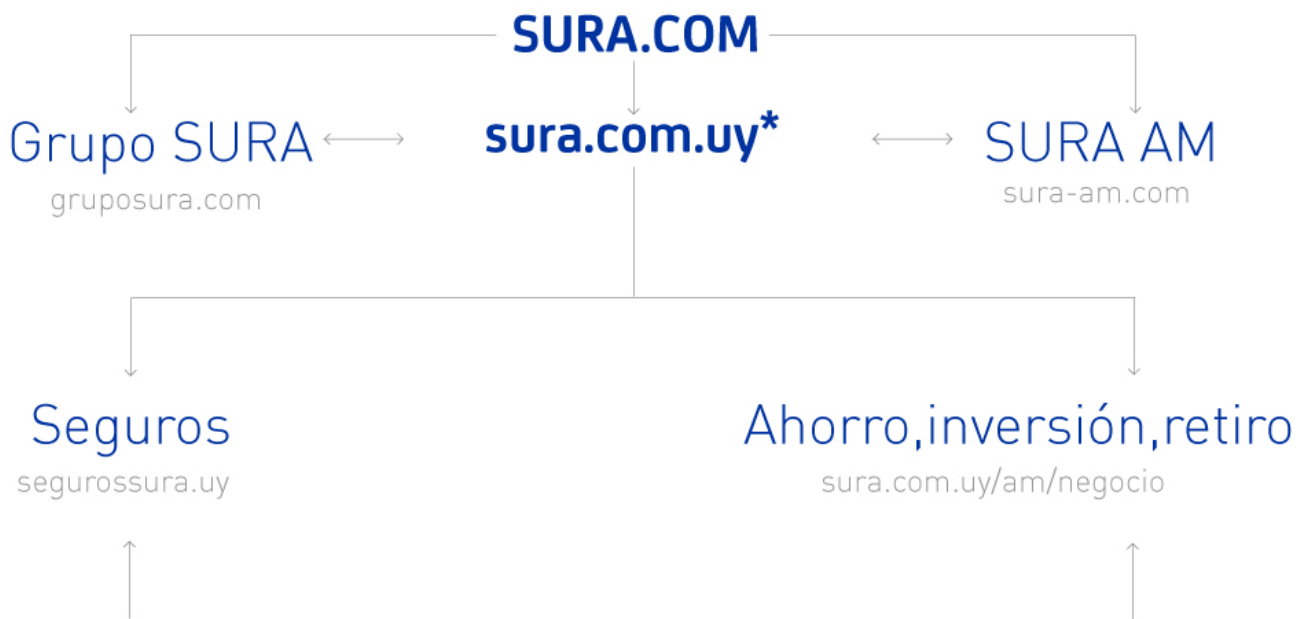 SURA.COM
Grupo SURA
gruposura.com
sura.com.uy*
SURA AM
sura-am.com
Seguros
segurossura.uy
Ahorro,inversión,retiro
sura.com.uy/am/negocio